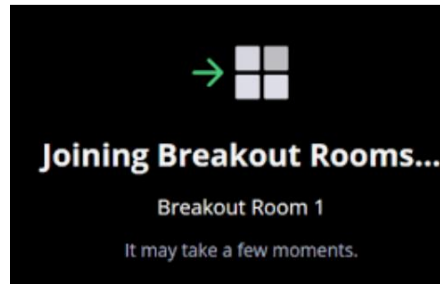 Joining Breakout Rooms...
Breakout Room 1
It may take a few moments.